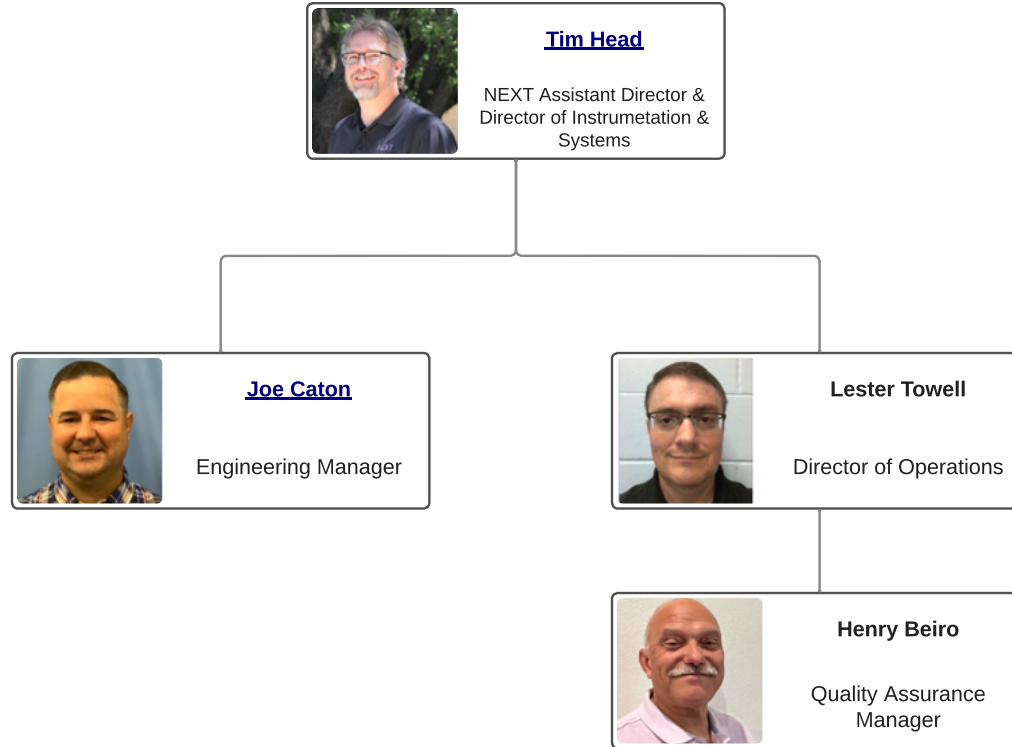 Tim Head
NEXT Assistant Director &
Director of Instrumetation &
Systems
Joe Caton
Engineering Manager
Lester Towell
Director of Operations
Henry Beiro
Quality Assurance
Manager